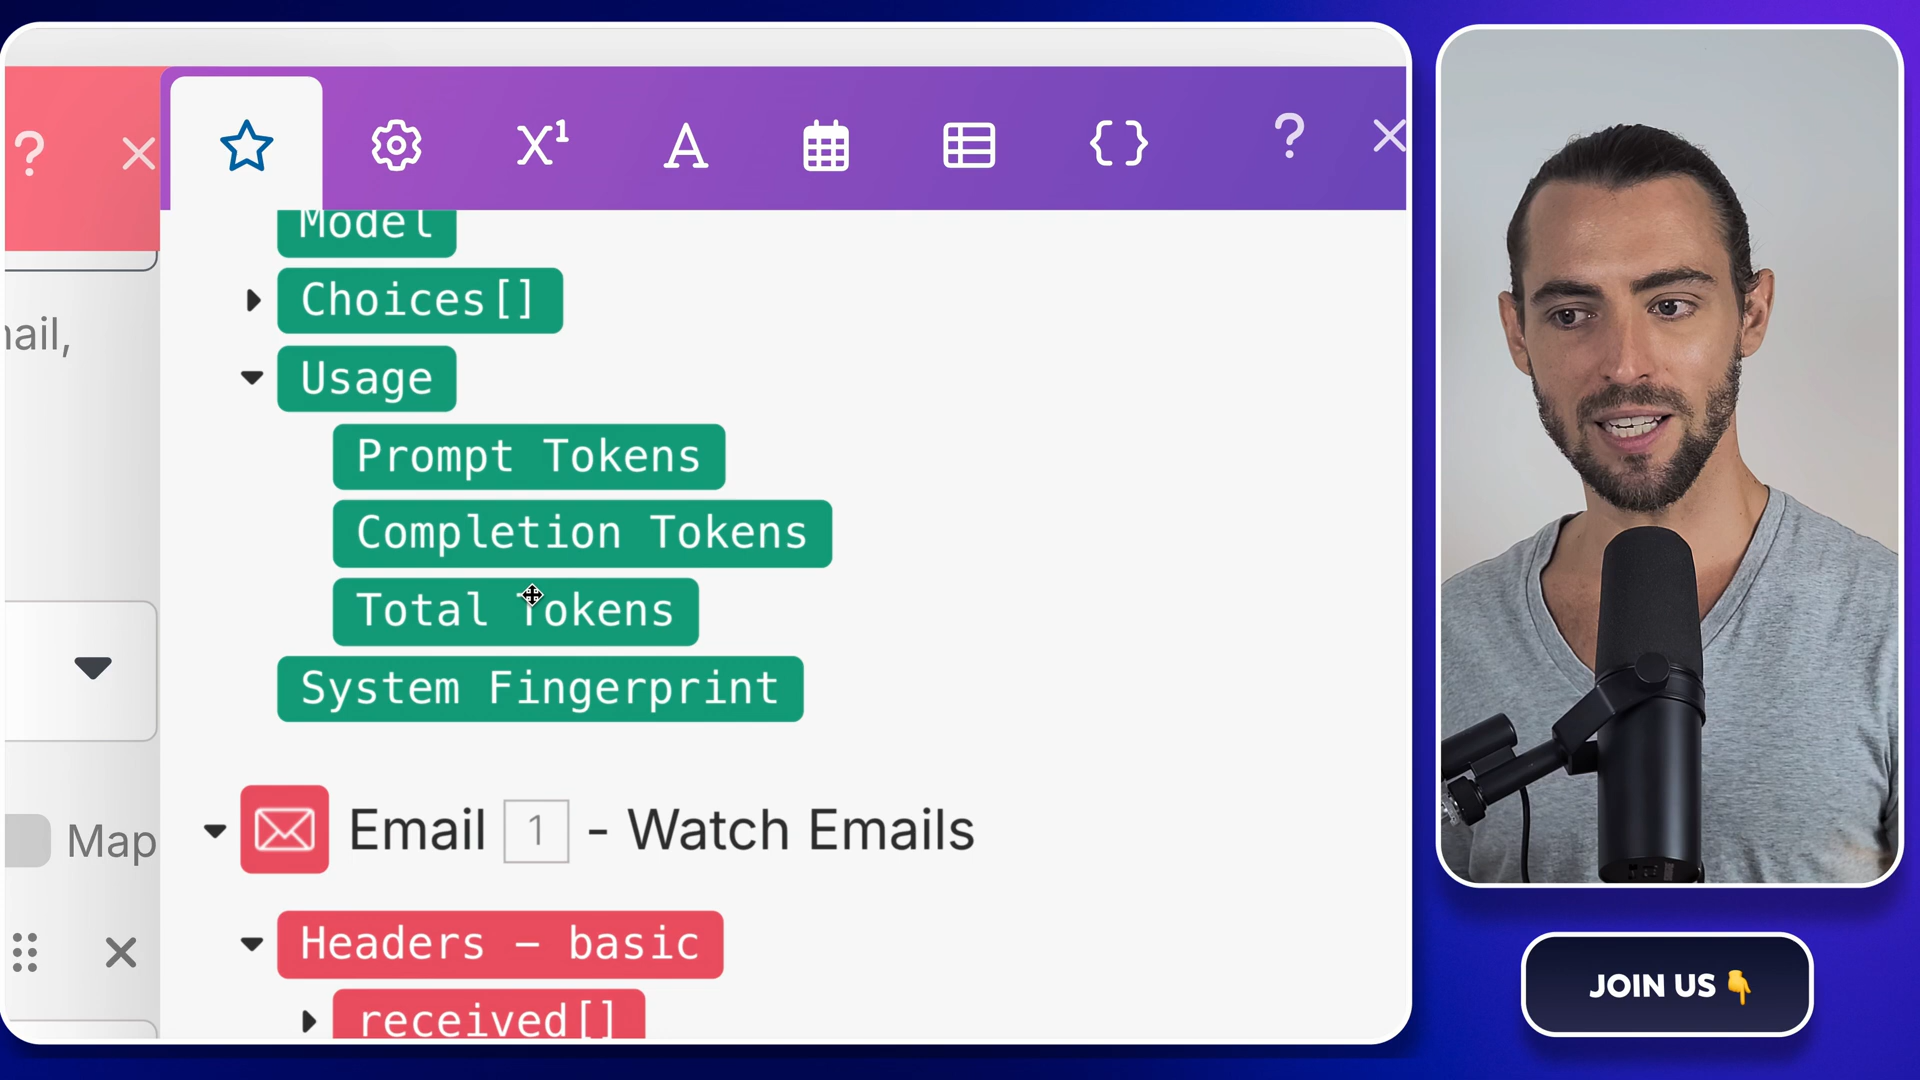 ?
X¹
A
{}
?
Model
Choices[]
ail,
Usage
Prompt Tokens
Completion Tokens
Total Tokens
System Fingerprint
Email 1 - Watch Emails
Map
Headers – basic
received[]
JOIN US 👇